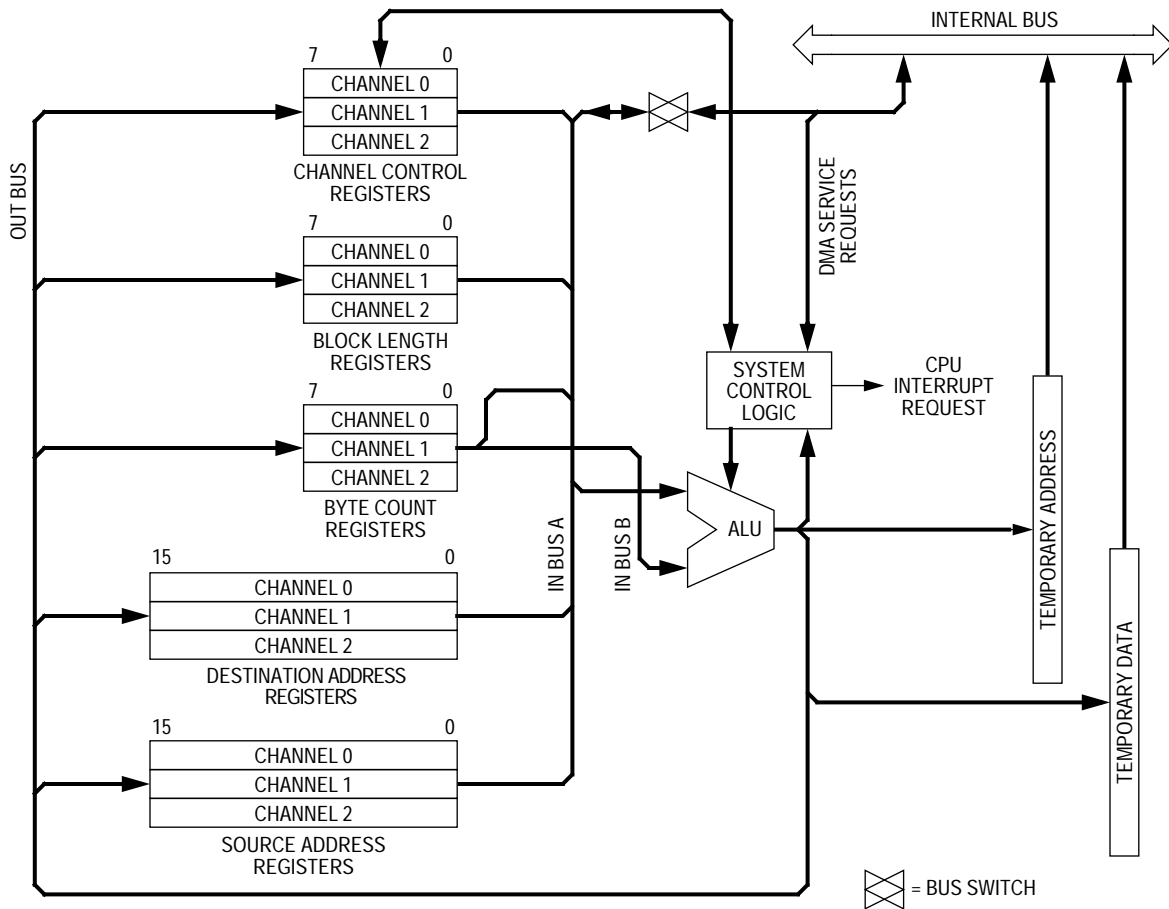 INTERNAL BUS
7 0
CHANNEL 0
CHANNEL 1
CHANNEL 2
CHANNEL CONTROL
REGISTERS
OUT BUS
DMA SERVICE
REQUESTS
7 0
CHANNEL 0
CHANNEL 1
CHANNEL 2
BLOCK LENGTH
REGISTERS
SYSTEM
CONTROL
LOGIC
CPU
INTERRUPT
REQUEST
7 0
CHANNEL 0
CHANNEL 1
CHANNEL 2
BYTE COUNT
REGISTERS
IN BUS A
IN BUS B
ALU
TEMPORARY ADDRESS
TEMPORARY DATA
15 0
CHANNEL 0
CHANNEL 1
CHANNEL 2
DESTINATION ADDRESS
REGISTERS
15 0
CHANNEL 0
CHANNEL 1
CHANNEL 2
SOURCE ADDRESS
REGISTERS
= BUS SWITCH